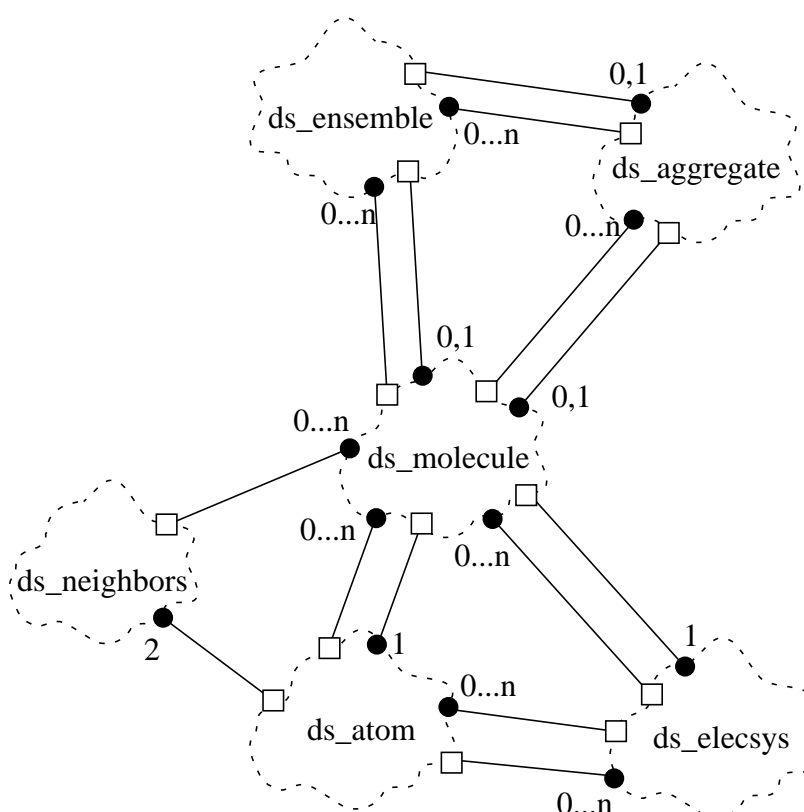 0,1
ds_ensemble
0...n
ds_aggregate
0...n
0...n
0,1
0,1
0...n
ds_molecule
0...n
0...n
ds_neighbors
2
1
1
0...n
ds_atom
ds_elecsys
0...n